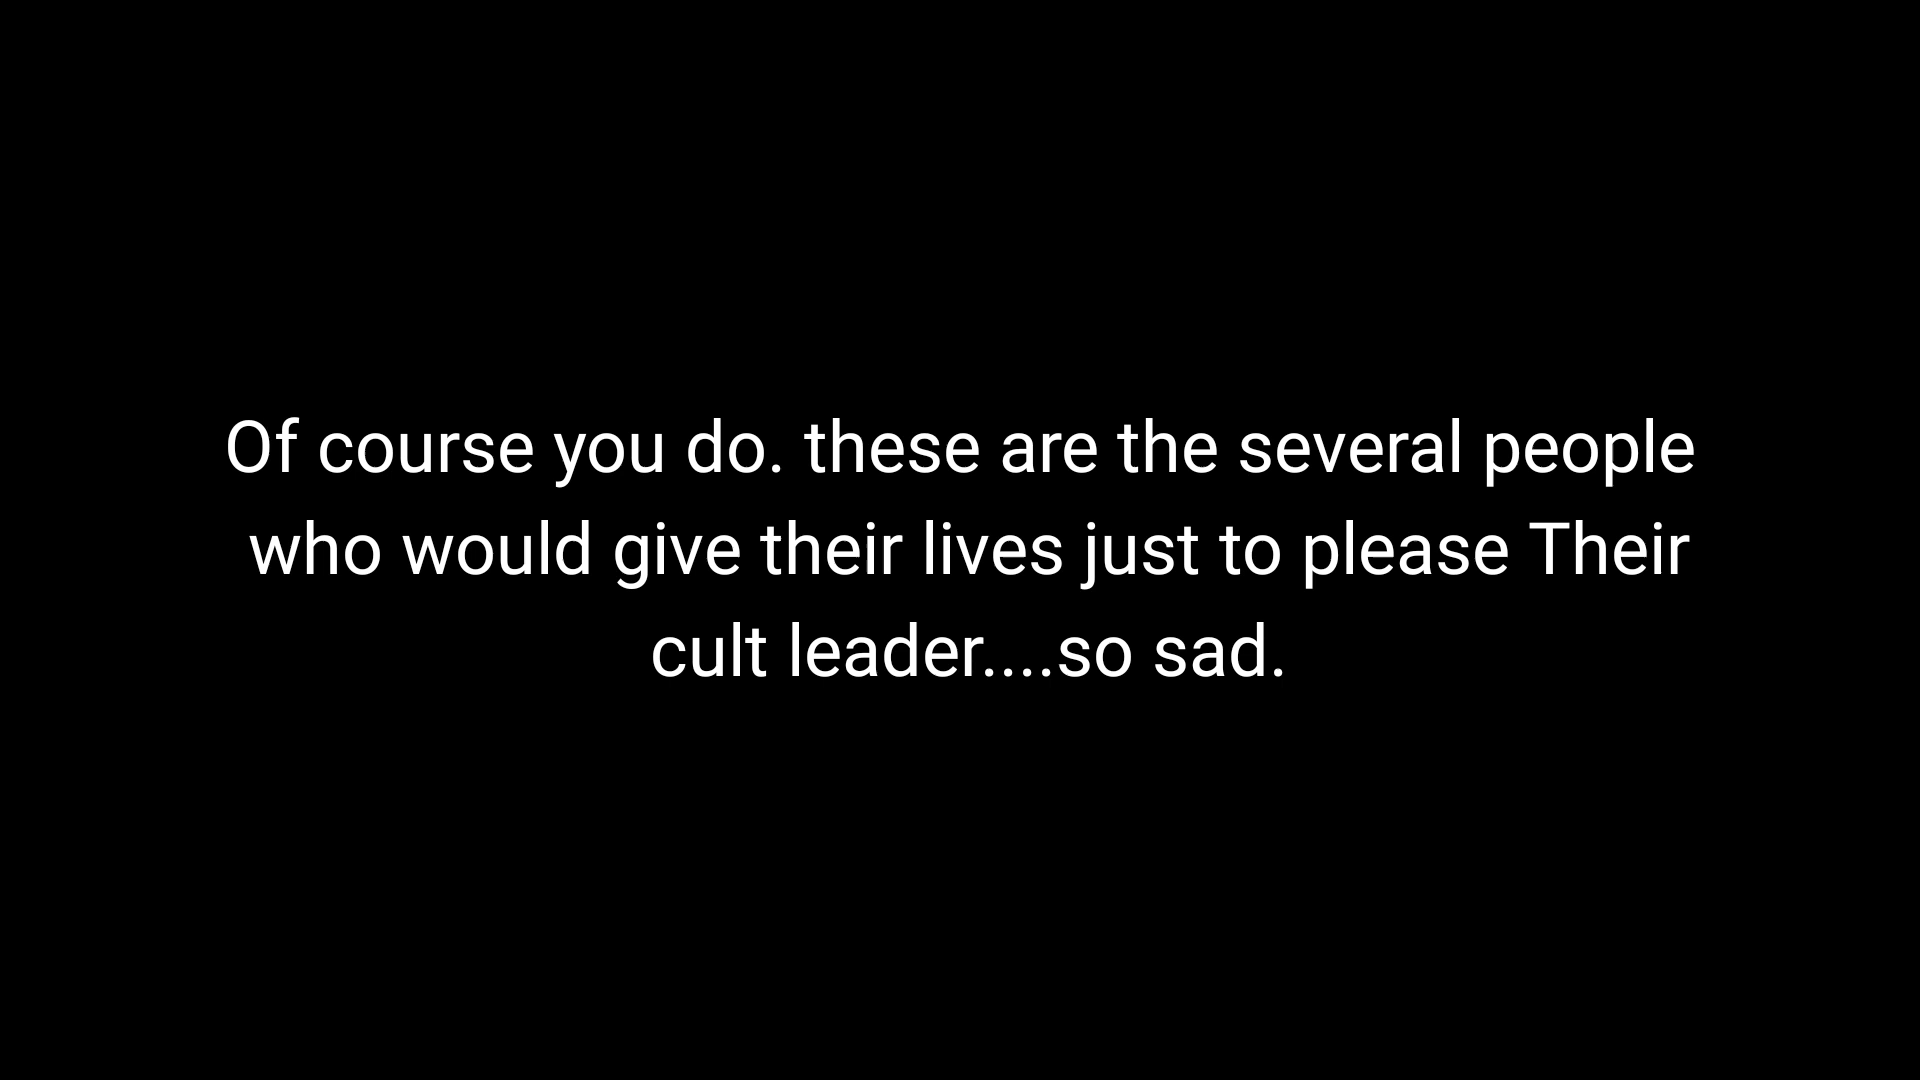 Of course you do. these are the several people
who would give their lives just to please Their
cult leader....so sad.